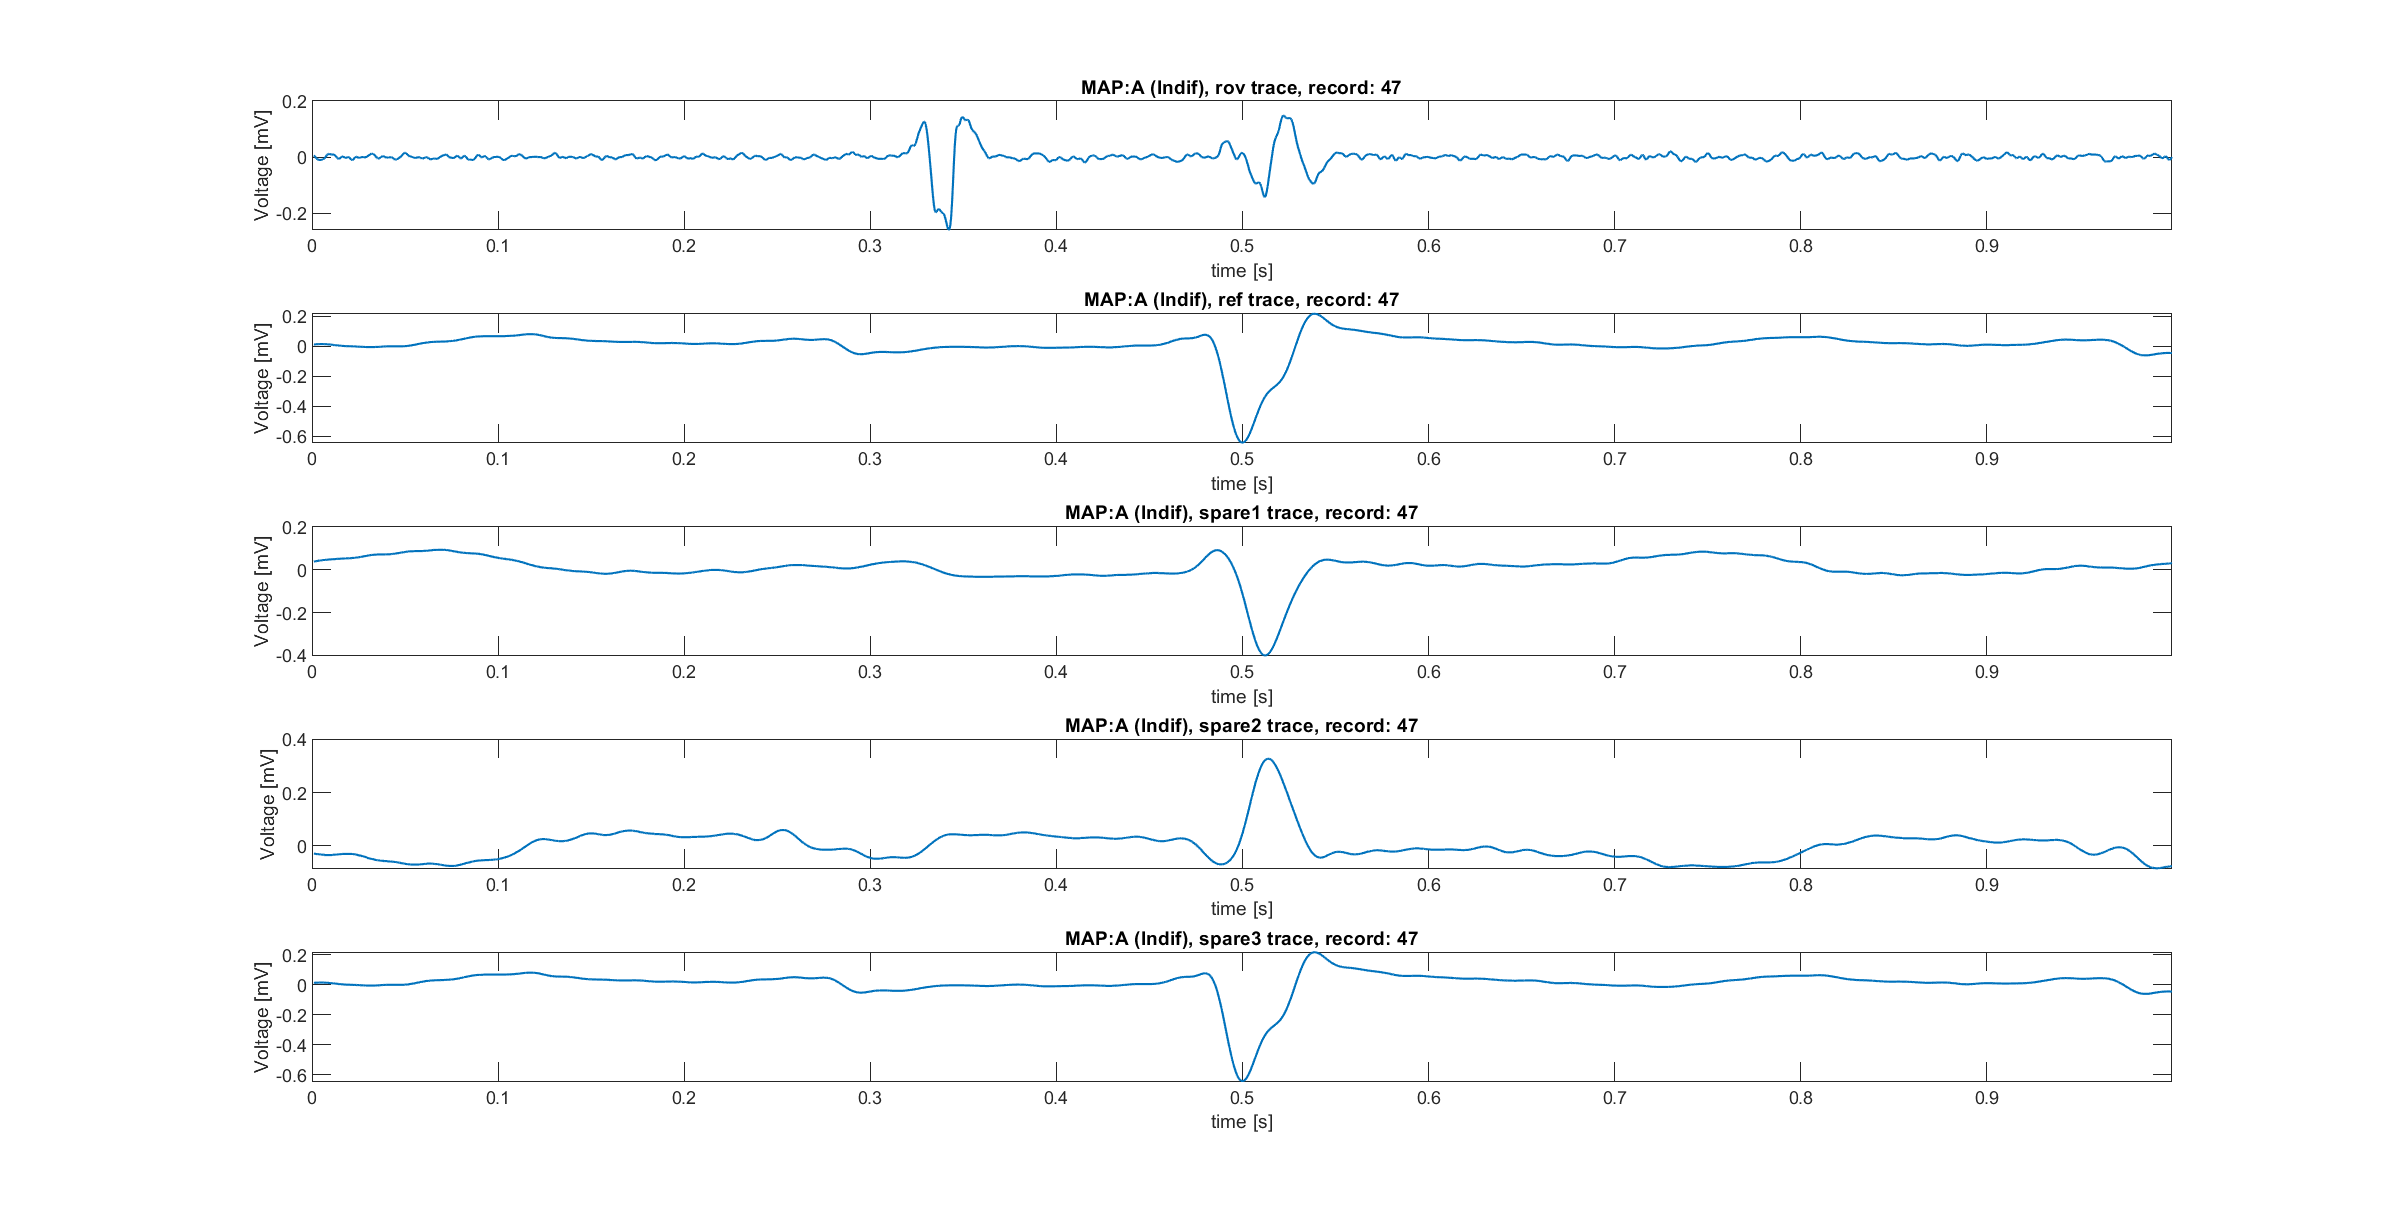 MAP:A (Indif), rov trace, record: 47
Voltage [mV]
0.2
0
-0.2
0 0.1 0.2 0.3 0.4 0.5 0.6 0.7 0.8 0.9
time [s]
MAP:A (Indif), ref trace, record: 47
Voltage [mV]
0.2
0
-0.2
-0.4
-0.6
0 0.1 0.2 0.3 0.4 0.5 0.6 0.7 0.8 0.9
time [s]
MAP:A (Indif), spare1 trace, record: 47
Voltage [mV]
0.2
0
-0.2
-0.4
0 0.1 0.2 0.3 0.4 0.5 0.6 0.7 0.8 0.9
time [s]
MAP:A (Indif), spare2 trace, record: 47
Voltage [mV]
0.4
0.2
0
0 0.1 0.2 0.3 0.4 0.5 0.6 0.7 0.8 0.9
time [s]
MAP:A (Indif), spare3 trace, record: 47
Voltage [mV]
0.2
0
-0.2
-0.4
-0.6
0 0.1 0.2 0.3 0.4 0.5 0.6 0.7 0.8 0.9
time [s]